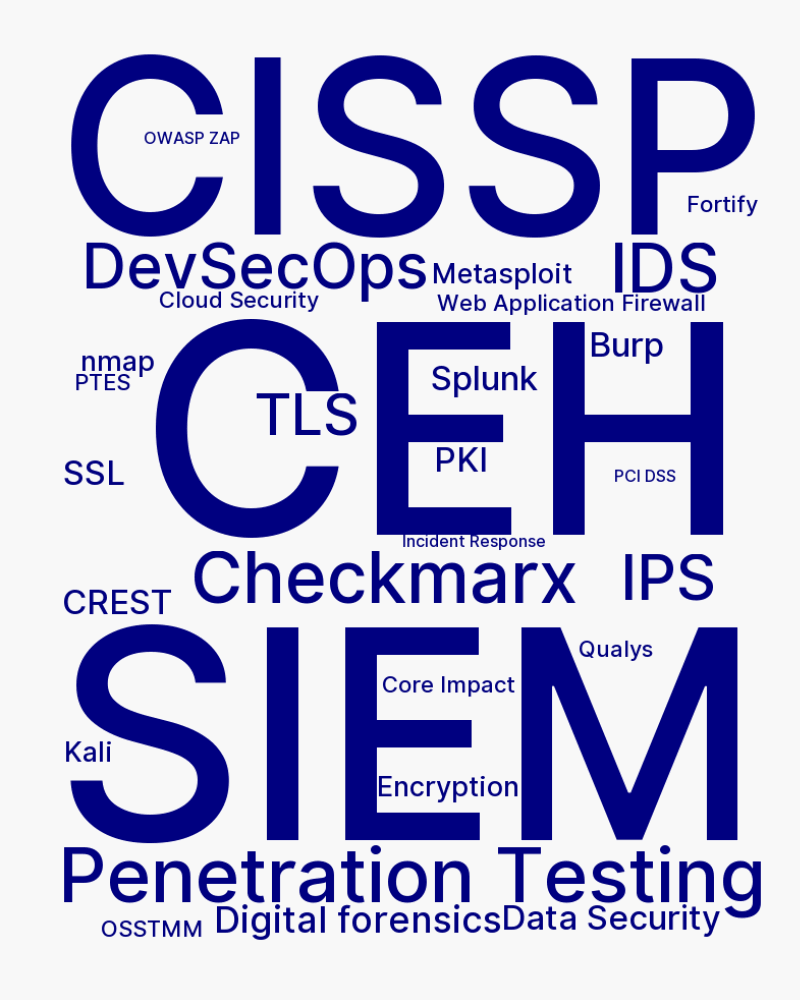 CISSP
OWASP ZAP
Fortify
DevSecOps
Metasploit
IDS
Cloud Security
Web Application Firewall
CEH
Burp
nmap
Splunk
PTES
TLS
PKI
SSL
PCI DSS
Incident Response
Checkmarx
IPS
CREST
SIEM
Qualys
Core Impact
Kali
Encryption
Penetration Testing
OSSTMM
Digital forensics
Data Security